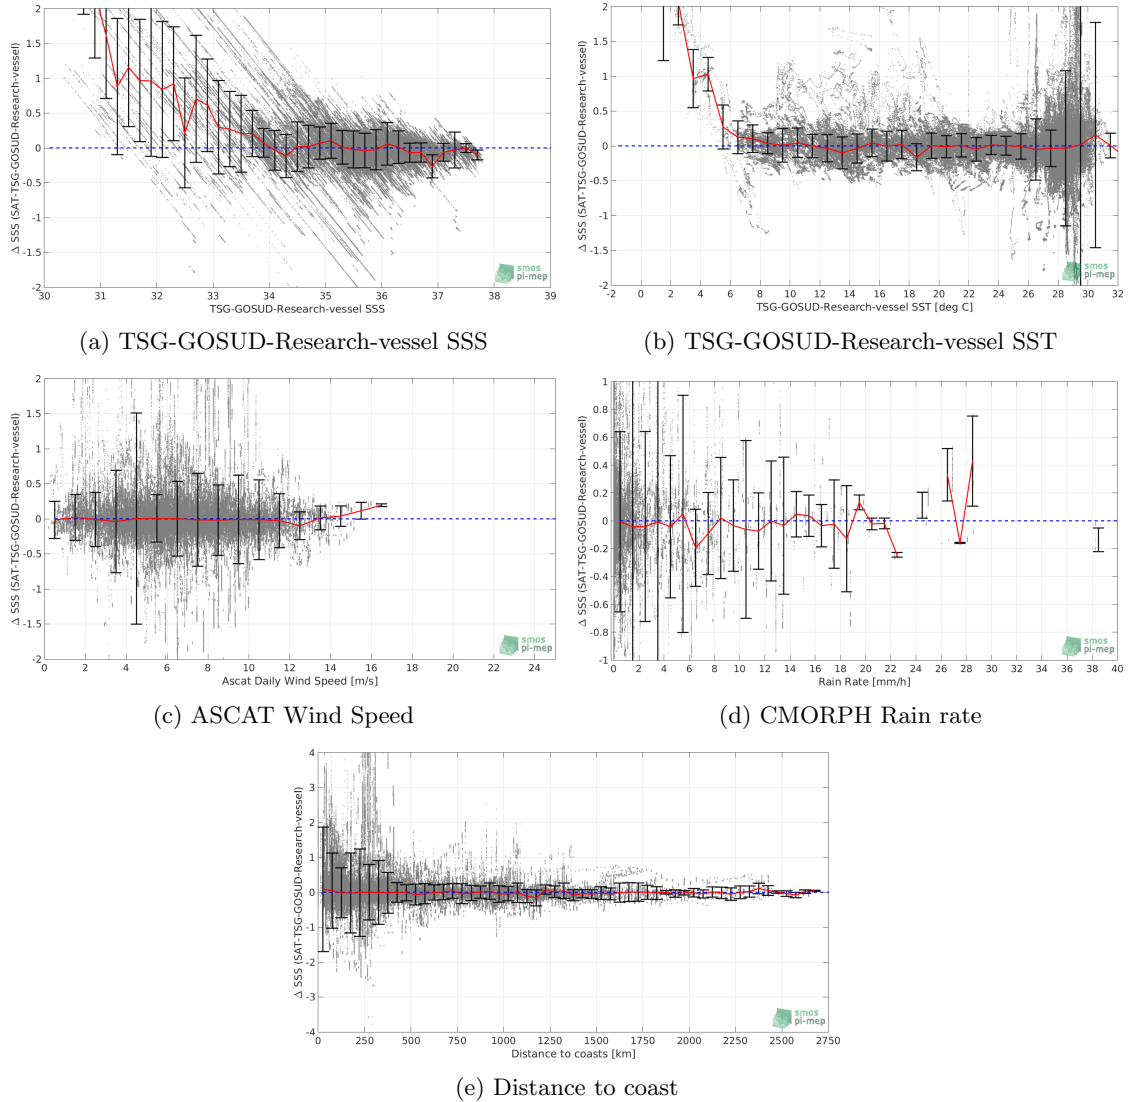 Δ SSS (SAT-TSG-GOSUD-Research-vessel)
2
1.5
1
0.5
0
-0.5
-1
-1.5
-2
30 31 32 33 34 35 36 37 38 39
TSG-GOSUD-Research-vessel SSS
smos
pi-mep
(a) TSG-GOSUD-Research-vessel SSS
Δ SSS (SAT-TSG-GOSUD-Research-vessel)
2
1.5
1
0.5
0
-0.5
-1
-1.5
-2
-2 0 2 4 6 8 10 12 14 16 18 20 22 24 26 28 30 32
TSG-GOSUD-Research-vessel SST [deg C]
smos
pi-mep
(b) TSG-GOSUD-Research-vessel SST
Δ SSS (SAT-TSG-GOSUD-Research-vessel)
2
1.5
1
0.5
0
-0.5
-1
-1.5
-2
0 2 4 6 8 10 12 14 16 18 20 22 24
Ascat Daily Wind Speed [m/s]
smos
pi-mep
(c) ASCAT Wind Speed
Δ SSS (SAT-TSG-GOSUD-Research-vessel)
1
0.8
0.6
0.4
0.2
0
-0.2
-0.4
-0.6
-0.8
-1
0 2 4 6 8 10 12 14 16 18 20 22 24 26 28 30 32 34 36 38 40
Rain Rate [mm/h]
smos
pi-mep
(d) CMORPH Rain rate
Δ SSS (SAT-TSG-GOSUD-Research-vessel)
4
3
2
1
0
-1
-2
-3
-4
0 250 500 750 1000 1250 1500 1750 2000 2250 2500 2750
Distance to coasts [km]
smos
pi-mep
(e) Distance to coast